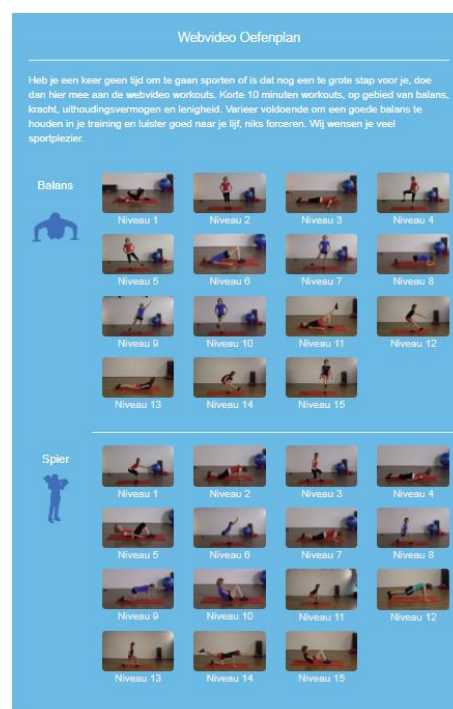 Webvideo Oefenplan
Heb je een keer geen tijd om te gaan sporten of is dat nog een te grote stap voor je, doe
dan hier mee aan de webvideo workouts. Korte 10 minuten workouts, op gebied van balans,
kracht, uithoudingsvermogen en lenigheid. Varieer voldoende om een goede balans te
houden in je training en luister goed naar je lijf, niks forceren. Wij wensen je veel
sportplezier.
Balans
Niveau 1 Niveau 2 Niveau 3 Niveau 4
Niveau 5 Niveau 6 Niveau 7 Niveau 8
Niveau 9 Niveau 10 Niveau 11 Niveau 12
Niveau 13 Niveau 14 Niveau 15
Spier
Niveau 1 Niveau 2 Niveau 3 Niveau 4
Niveau 5 Niveau 6 Niveau 7 Niveau 8
Niveau 9 Niveau 10 Niveau 11 Niveau 12
Niveau 13 Niveau 14 Niveau 15